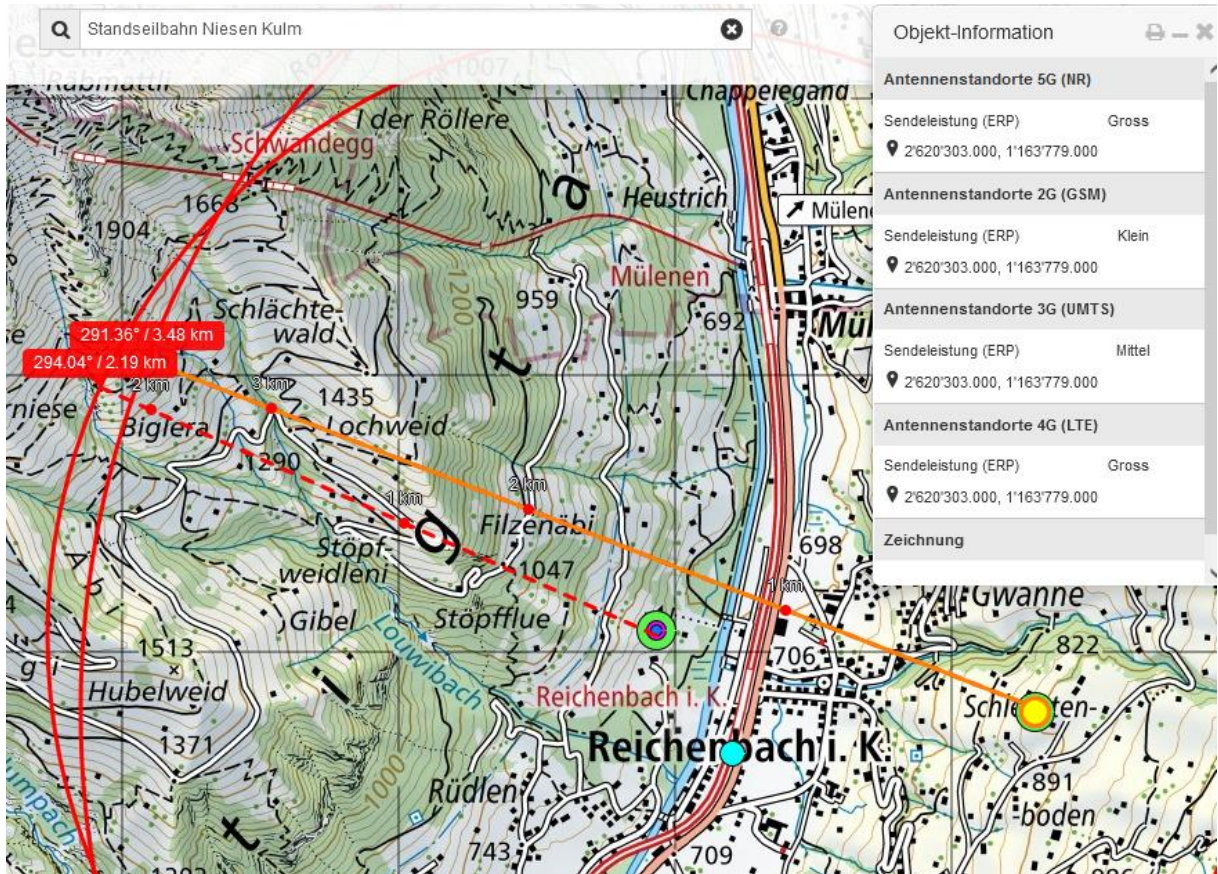 Standseilbahn Niesen Kulm
Objekt-Information
Antennenstandorte 5G (NR)
Sendeleistung (ERP) Gross
2'620'303.000, 1'163'779.000
Antennenstandorte 2G (GSM)
Sendeleistung (ERP) Klein
2'620'303.000, 1'163'779.000
Antennenstandorte 3G (UMTS)
Sendeleistung (ERP) Mittel
2'620'303.000, 1'163'779.000
Antennenstandorte 4G (LTE)
Sendeleistung (ERP) Gross
2'620'303.000, 1'163'779.000
Zeichnung
1007
Räbmattli
Chappelegand
I der Röllere
Schwandegg
1668
Heustrich
1904
Mülenen
959
1200
692
Schlächte-
wald
291.36° / 3.48 km
294.04° / 2.19 km
2 km
3 km
1435
Biglera
Lochweid
1290
1 km
2 km
Filzenäbi
Stöpf-
weidleni
1047
698
1 km
Gwanne
Gibel
Stöpfflue
822
1513
706
Louwibach
Hubelweid
Reichenbach i. K.
Reichenbach i. K.
1371
891
-boden
1000
Rüdlen
743
709